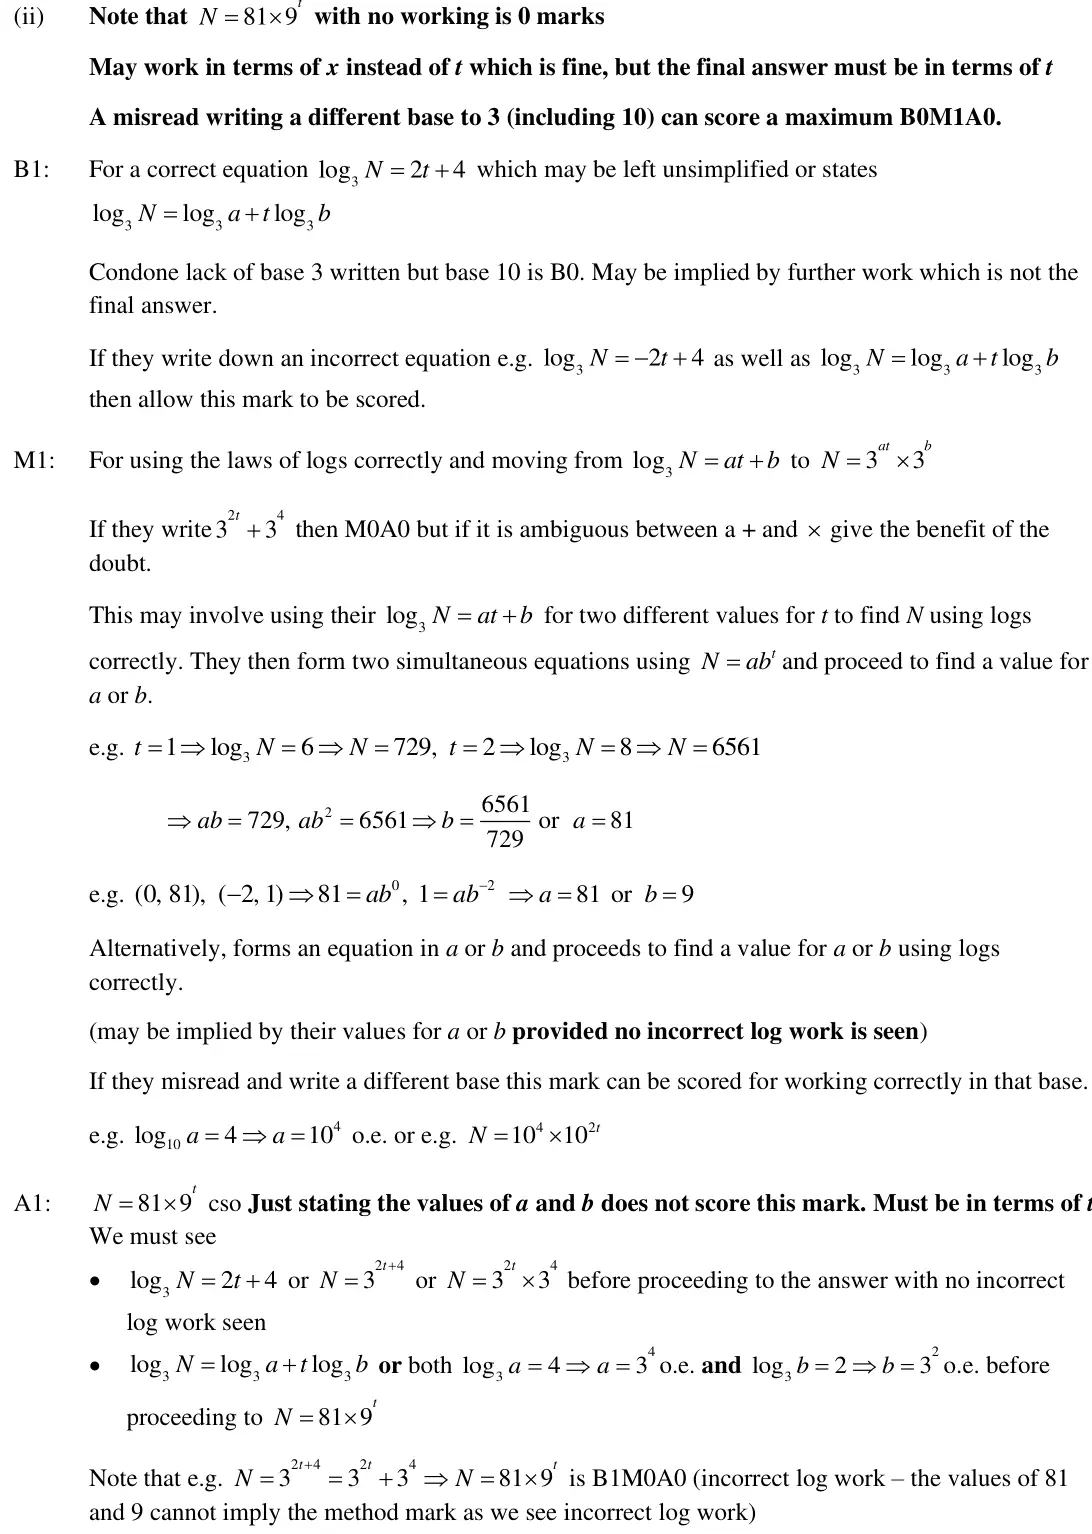 (ii) Note that N = 81×9^t with no working is 0 marks
May work in terms of x instead of t which is fine, but the final answer must be in terms of t
A misread writing a different base to 3 (including 10) can score a maximum B0M1A0.
B1: For a correct equation log₃ N = 2t + 4 which may be left unsimplified or states
log₃ N = log₃ a + t log₃ b
Condone lack of base 3 written but base 10 is B0. May be implied by further work which is not the
final answer.
If they write down an incorrect equation e.g. log₃ N = −2t + 4 as well as log₃ N = log₃ a + t log₃ b
then allow this mark to be scored.
M1: For using the laws of logs correctly and moving from log₃ N = at + b to N = 3^at × 3^b
If they write 3^2t + 3^4 then M0A0 but if it is ambiguous between a + and × give the benefit of the
doubt.
This may involve using their log₃ N = at + b for two different values for t to find N using logs
correctly. They then form two simultaneous equations using N = ab^t and proceed to find a value for
a or b.
e.g. t = 1 ⇒ log₃ N = 6 ⇒ N = 729, t = 2 ⇒ log₃ N = 8 ⇒ N = 6561
⇒ ab = 729, ab² = 6561 ⇒ b = 6561/729 or a = 81
e.g. (0, 81), (−2, 1) ⇒ 81 = ab⁰, 1 = ab⁻² ⇒ a = 81 or b = 9
Alternatively, forms an equation in a or b and proceeds to find a value for a or b using logs
correctly.
(may be implied by their values for a or b provided no incorrect log work is seen)
If they misread and write a different base this mark can be scored for working correctly in that base.
e.g. log₁₀ a = 4 ⇒ a = 10⁴ o.e. or e.g. N = 10⁴ × 10^2t
A1: N = 81×9^t cso Just stating the values of a and b does not score this mark. Must be in terms of t
We must see
• log₃ N = 2t + 4 or N = 3^2t+4 or N = 3^2t × 3^4 before proceeding to the answer with no incorrect
log work seen
• log₃ N = log₃ a + t log₃ b or both log₃ a = 4 ⇒ a = 3⁴ o.e. and log₃ b = 2 ⇒ b = 3² o.e. before
proceeding to N = 81×9^t
Note that e.g. N = 3^2t+4 = 3^2t + 3^4 ⇒ N = 81×9^t is B1M0A0 (incorrect log work – the values of 81
and 9 cannot imply the method mark as we see incorrect log work)